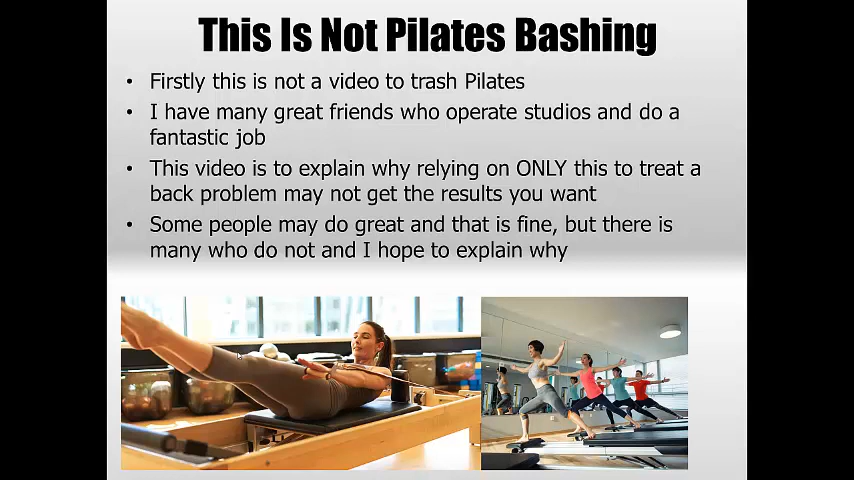 This Is Not Pilates Bashing
• Firstly this is not a video to trash Pilates
• I have many great friends who operate studios and do a
fantastic job
• This video is to explain why relying on ONLY this to treat a
back problem may not get the results you want
• Some people may do great and that is fine, but there is
many who do not and I hope to explain why